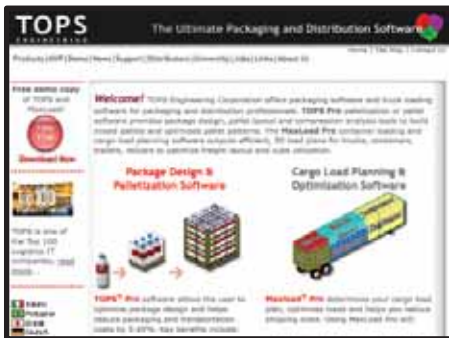 TOPS
ENGINEERING
The Ultimate Packaging and Distribution Software
Home | Site Map | Contact Us
Products | MVP | Demo | News | Support | Distributors | University | Jobs | Links | About Us
Free demo copy
of TOPS and
MaxLoad!
Download Now
TOPS is one
of the Top 100
Logistics IT
companies, read
more...
Welcome! TOPS Engineering Corporation offers packaging software and truck loading
software for packaging and distribution professionals. TOPS Pro palletization or pallet
software provides package design, pallet layout and compression analysis tools to build
mixed pallets and optimized pallet patterns. The MaxLoad Pro container loading and
cargo load planning software outputs efficient, 3D load plans for trucks, containers,
trailers, railcars to optimize freight layout and cube utilization.
Package Design &
Palletization Software
Cargo Load Planning &
Optimization Software
TOPS® Pro software allows the user to
optimize package design and helps
reduce packaging and transportation
costs by 5-25%. Key benefits include:
MaxLoad® Pro determines your cargo load
plan, optimizes load and helps you reduce
shipping costs. Using MaxLoad Pro will